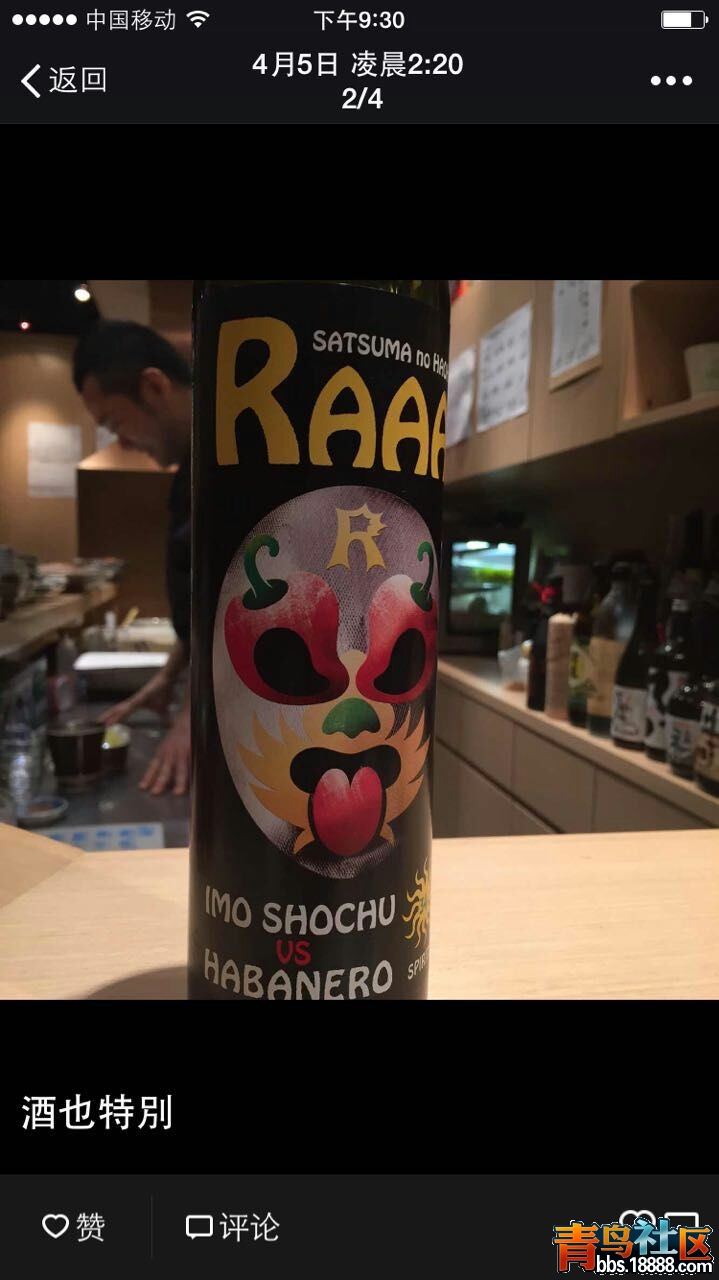 中国移动
下午9:30
返回
4月5日 凌晨2:20
2/4
SATSUMA no
RAAA
R
IMO SHOCHU
VS
HABANERO
酒也特別
赞
评论
青鸟社区
bbs.18888.com